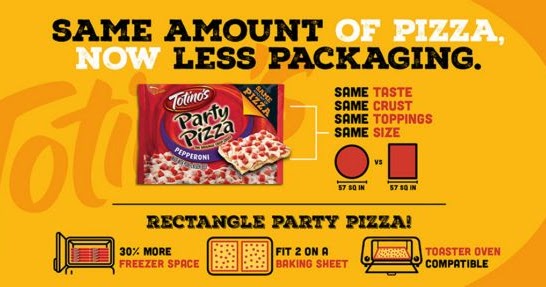 SAME AMOUNT OF PIZZA,
NOW LESS PACKAGING.
Totino's
Party
Pizza
PEPPERONI
SAME
PIZZA
SAME TASTE
SAME CRUST
SAME TOPPINGS
SAME SIZE
VS
57 SQ IN
57 SQ IN
RECTANGLE PARTY PIZZA!
30% MORE
FREEZER SPACE
FIT 2 ON A
BAKING SHEET
TOASTER OVEN
COMPATIBLE
Toti